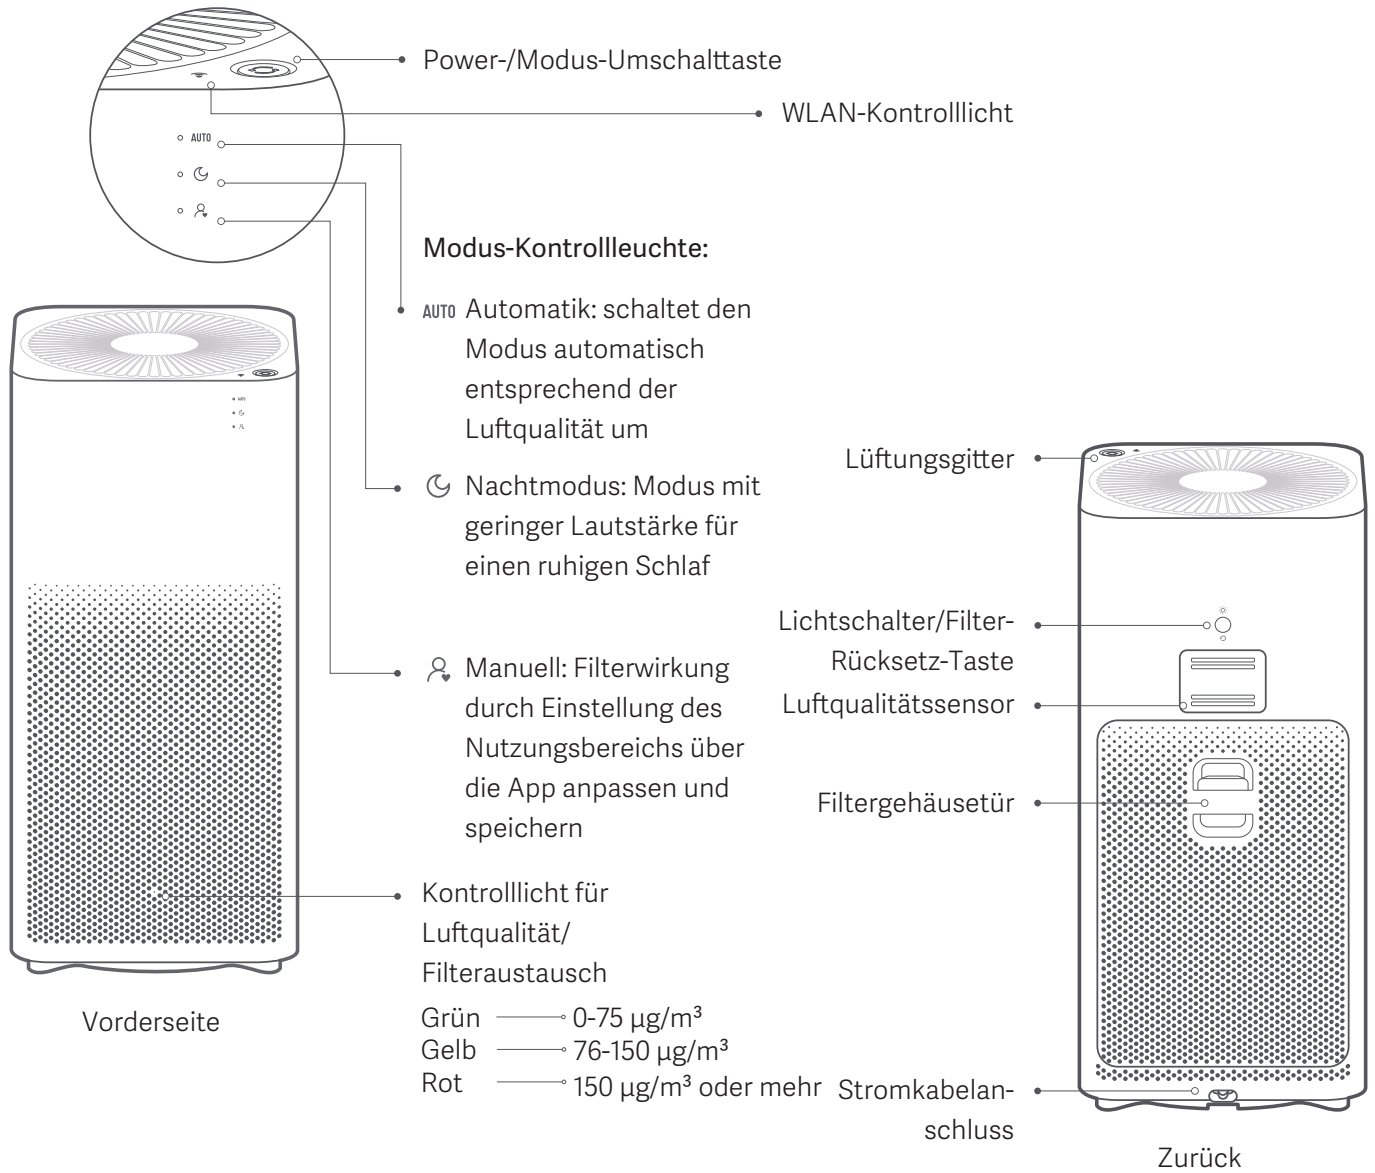 Power-/Modus-Umschalttaste
WLAN-Kontrolllicht
AUTO
Modus-Kontrollleuchte:
AUTO Automatik: schaltet den
Modus automatisch
entsprechend der
Luftqualität um
Nachtmodus: Modus mit
geringer Lautstärke für
einen ruhigen Schlaf
Manuell: Filterwirkung
durch Einstellung des
Nutzungsbereichs über
die App anpassen und
speichern
Kontrolllicht für
Luftqualität/
Filteraustausch
Grün 0-75 µg/m³
Gelb 76-150 µg/m³
Rot 150 µg/m³ oder mehr
AUTO
Vorderseite
Lüftungsgitter
Lichtschalter/Filter-
Rücksetz-Taste
Luftqualitätssensor
Filtergehäusetür
Stromkabelan-
schluss
Zurück